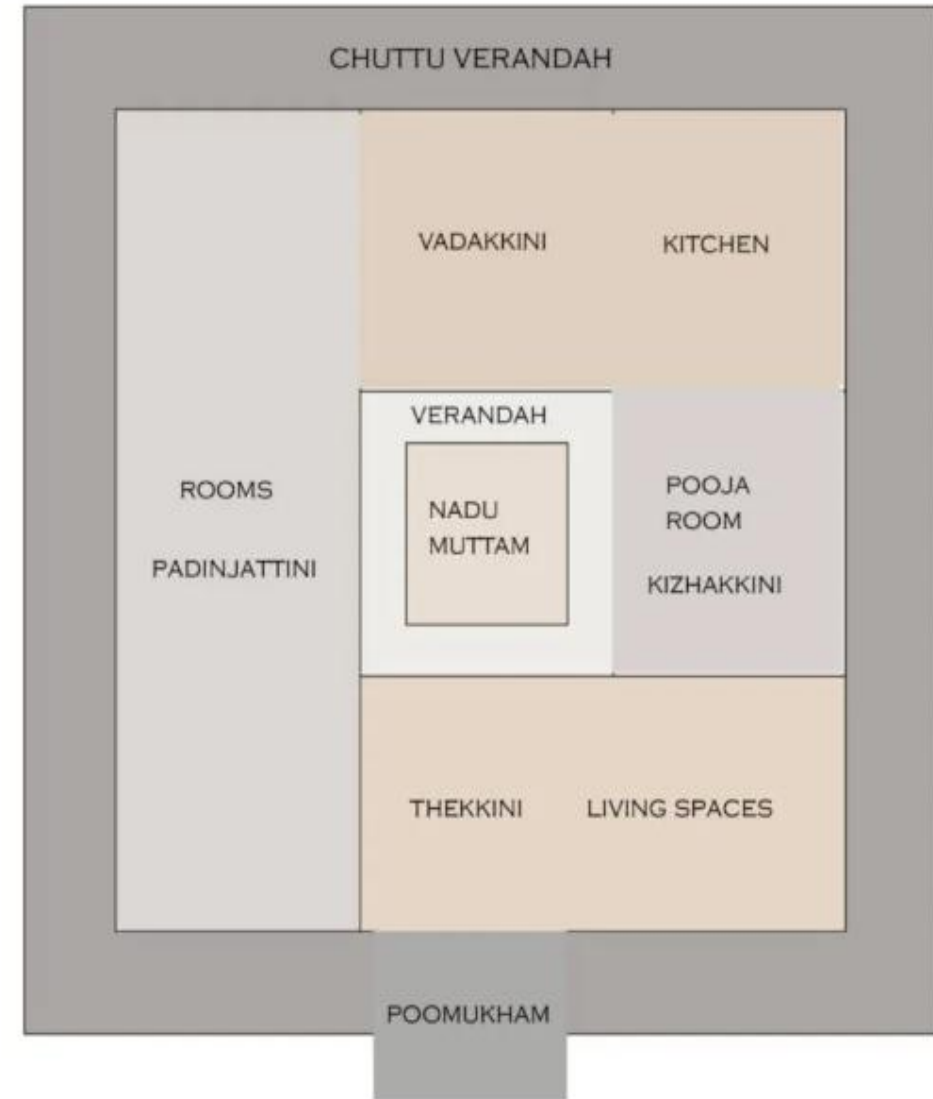 CHUTTU VERANDAH
VADAKKINI
KITCHEN
VERANDAH
NADU
MUTTAM
ROOMS
PADINJATTINI
POOJA
ROOM
KIZHAKKINI
THEKKINI
LIVING SPACES
POOMUKHAM